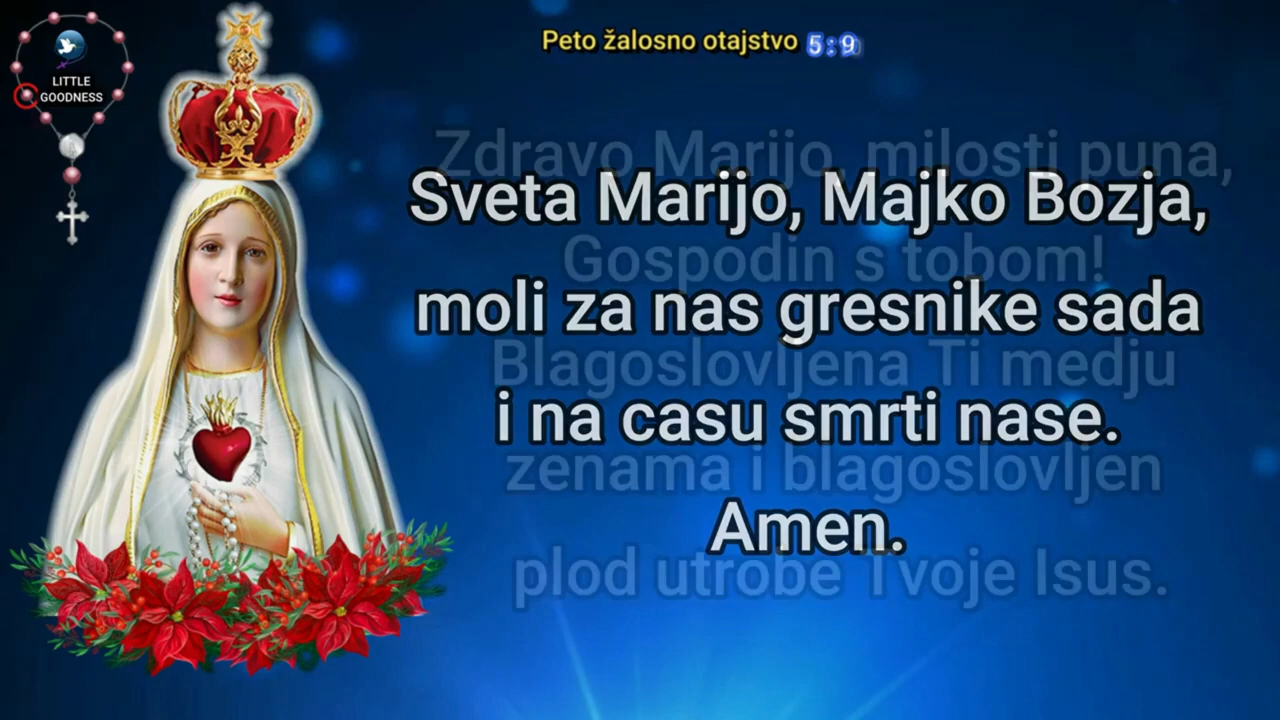 LITTLE
GOODNESS
Peto žalosno otajstvo 5:9
Zdravo Marijo, milosti puna,
Sveta Marijo, Majko Bozja,
Gospodin s tobom!
moli za nas gresnike sada
Blagoslovljena Ti medju
i na casu smrti nase.
zenama i blagoslovljen
Amen.
plod utrobe Tvoje Isus.